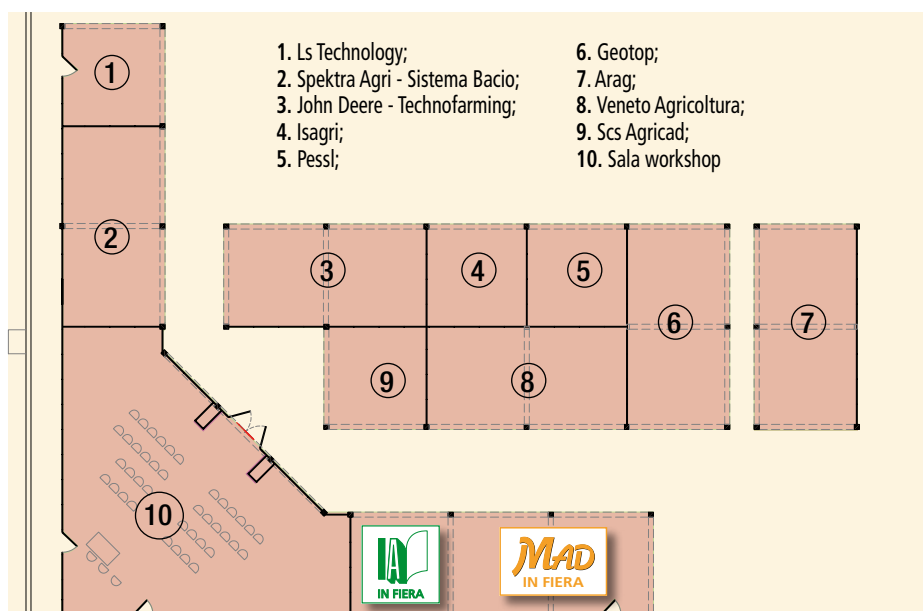 1. Ls Technology;
2. Spektra Agri - Sistema Bacio;
3. John Deere - Technofarming;
4. Isagri;
5. Pessl;
6. Geotop;
7. Arag;
8. Veneto Agricoltura;
9. Scs Agricad;
10. Sala workshop
1
2
3
4
5
6
7
9
8
10
IA
IN FIERA
MAD
IN FIERA